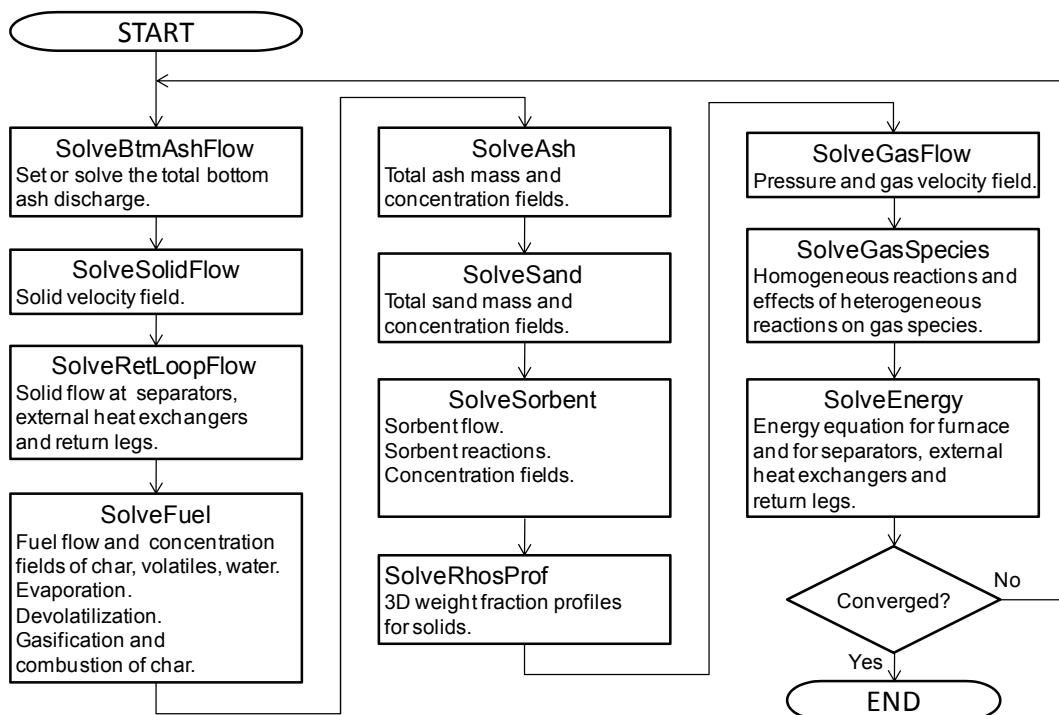 START
SolveBtmAshFlow
Set or solve the total bottom
ash discharge.
SolveSolidFlow
Solid velocity field.
SolveRetLoopFlow
Solid flow at separators,
external heat exchangers
and return legs.
SolveFuel
Fuel flow and concentration
fields of char, volatiles, water.
Evaporation.
Devolatilization.
Gasification and
combustion of char.
SolveAsh
Total ash mass and
concentration fields.
SolveSand
Total sand mass and
concentration fields.
SolveSorbent
Sorbent flow.
Sorbent reactions.
Concentration fields.
SolveRhosProf
3D weight fraction profiles
for solids.
SolveGasFlow
Pressure and gas velocity field.
SolveGasSpecies
Homogeneous reactions and
effects of heterogeneous
reactions on gas species.
SolveEnergy
Energy equation for furnace
and for separators, external
heat exchangers and
return legs.
Converged?
No
Yes
END